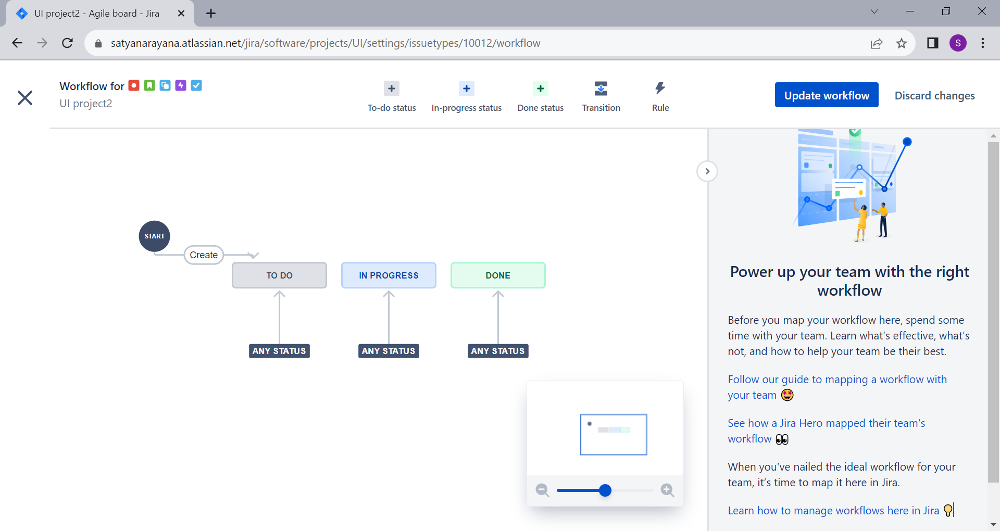 UI project2 - Agile board - Jira
satyanarayana.atlassian.net/jira/software/projects/UI/settings/issuetypes/10012/workflow
S
Workflow for
UI project2
To-do status
In-progress status
Done status
Transition
Rule
Update workflow
Discard changes
START
Create
TO DO
IN PROGRESS
DONE
ANY STATUS
ANY STATUS
ANY STATUS
Power up your team with the right
workflow
Before you map your workflow here, spend some
time with your team. Learn what’s effective, what’s
not, and how to help your team be their best.
Follow our guide to mapping a workflow with
your team 🤩
See how a Jira Hero mapped their team’s
workflow 👀
When you’ve nailed the ideal workflow for your
team, it’s time to map it here in Jira.
Learn how to manage workflows here in Jira 💡